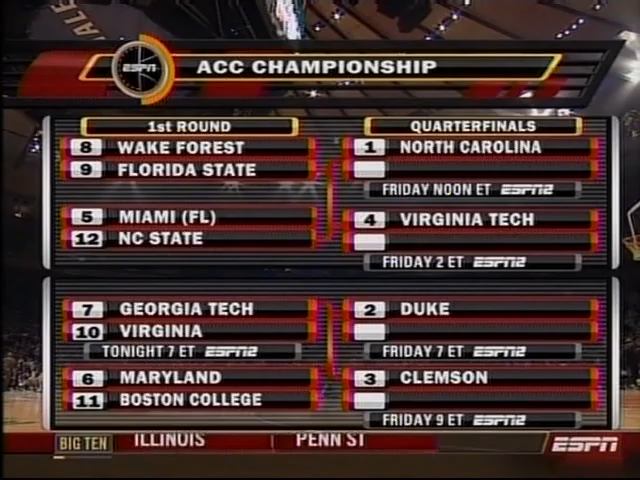 ALE
ESPN ACC CHAMPIONSHIP
1st ROUND
8 WAKE FOREST
9 FLORIDA STATE
5 MIAMI (FL)
12 NC STATE
7 GEORGIA TECH
10 VIRGINIA
TONIGHT 7 ET ESPN2
6 MARYLAND
11 BOSTON COLLEGE
QUARTERFINALS
1 NORTH CAROLINA
FRIDAY NOON ET ESPN2
4 VIRGINIA TECH
FRIDAY 2 ET ESPN2
2 DUKE
FRIDAY 7 ET ESPN2
3 CLEMSON
FRIDAY 9 ET ESPN2
BIG TEN ILLINOIS PENN ST ESPN